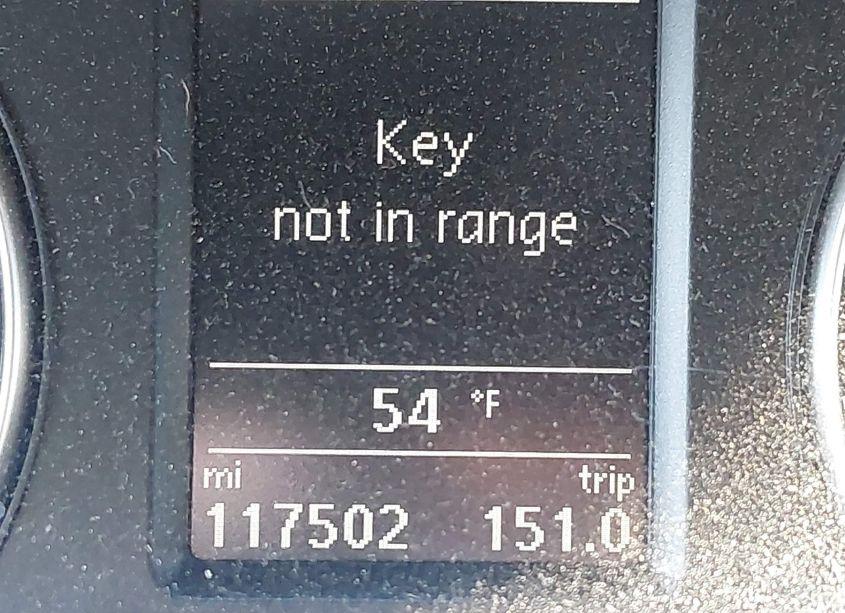 Key
not in range
54 °F
mi trip
117502 151.0